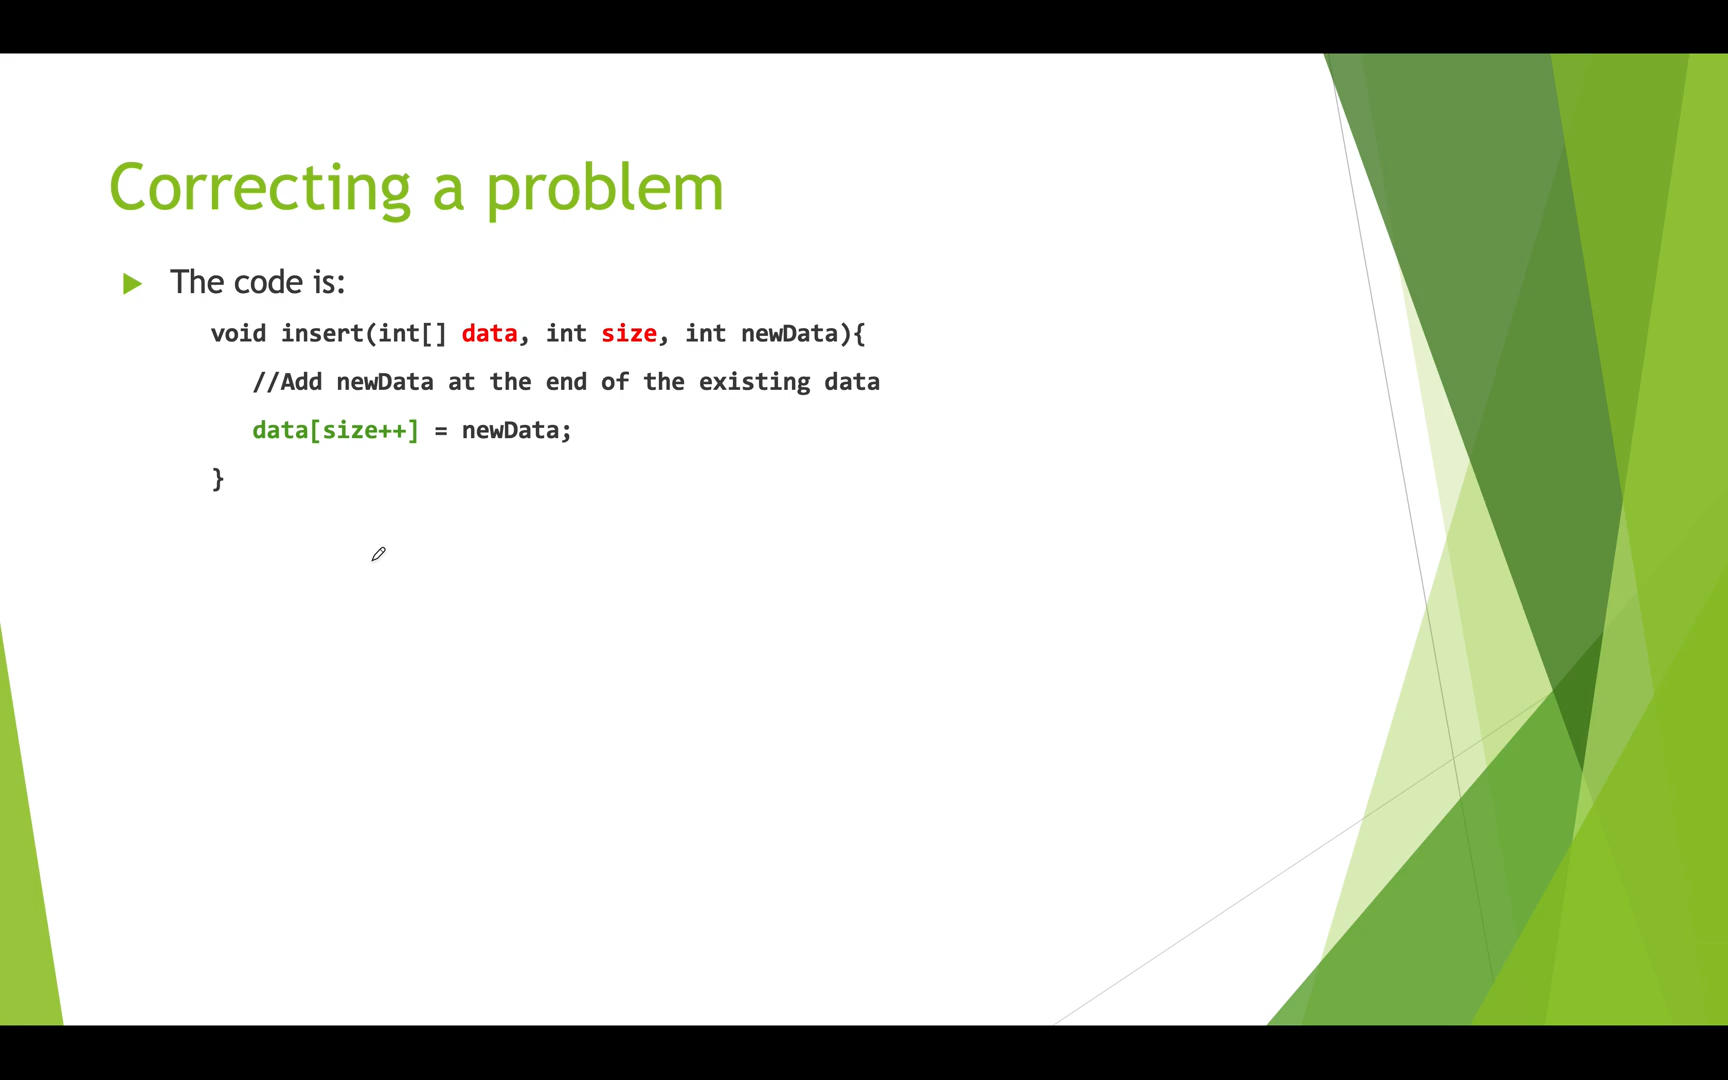 Correcting a problem
The code is:
void insert(int[] data, int size, int newData){
//Add newData at the end of the existing data
data[size++] = newData;
}